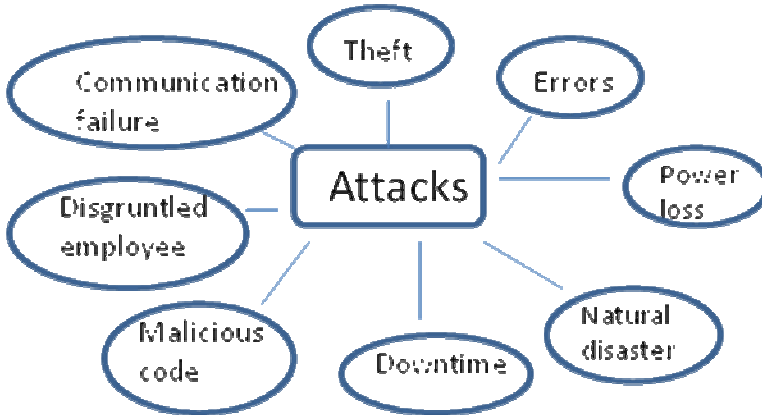 Theft
Communication
failure
Errors
Attacks
Power
loss
Disgruntled
employee
Natural
disaster
Malicious
code
Downtime